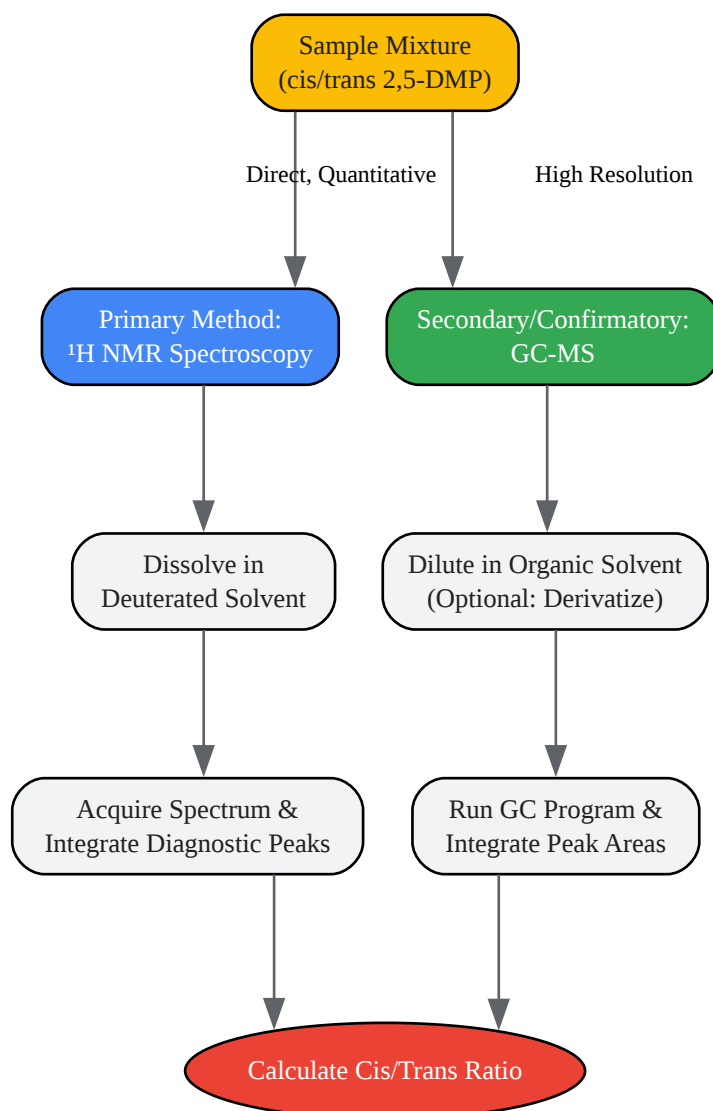 Sample Mixture
(cis/trans 2,5-DMP)
Direct, Quantitative
High Resolution
Primary Method:
¹H NMR Spectroscopy
Secondary/Confirmatory:
GC-MS
Dissolve in
Deuterated Solvent
Dilute in Organic Solvent
(Optional: Derivatize)
Acquire Spectrum &
Integrate Diagnostic Peaks
Run GC Program &
Integrate Peak Areas
Calculate Cis/Trans Ratio